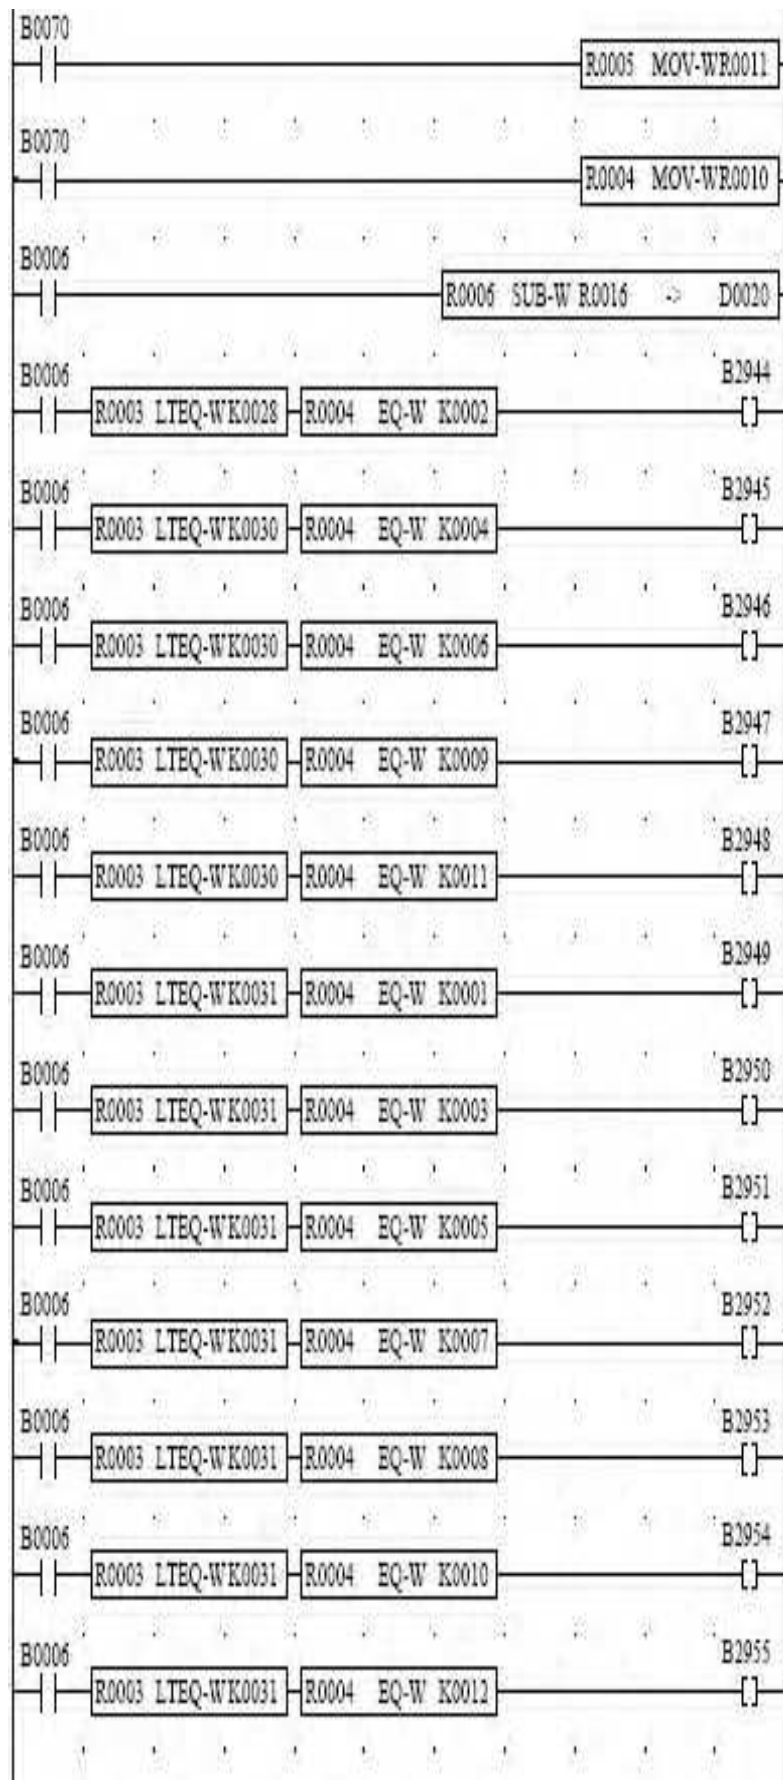 B0070
R0005 MOV-WR0011
B0070
R0004 MOV-WR0010
B0006
R0006 SUB-W R0016 -> D0020
B0006 B2944
R0003 LTEQ-WK0028 R0004 EQ-W K0002
B0006 B2945
R0003 LTEQ-WK0030 R0004 EQ-W K0004
B0006 B2946
R0003 LTEQ-WK0030 R0004 EQ-W K0006
B0006 B2947
R0003 LTEQ-WK0030 R0004 EQ-W K0009
B0006 B2948
R0003 LTEQ-WK0030 R0004 EQ-W K0011
B0006 B2949
R0003 LTEQ-WK0031 R0004 EQ-W K0001
B0006 B2950
R0003 LTEQ-WK0031 R0004 EQ-W K0003
B0006 B2951
R0003 LTEQ-WK0031 R0004 EQ-W K0005
B0006 B2952
R0003 LTEQ-WK0031 R0004 EQ-W K0007
B0006 B2953
R0003 LTEQ-WK0031 R0004 EQ-W K0008
B0006 B2954
R0003 LTEQ-WK0031 R0004 EQ-W K0010
B0006 B2955
R0003 LTEQ-WK0031 R0004 EQ-W K0012